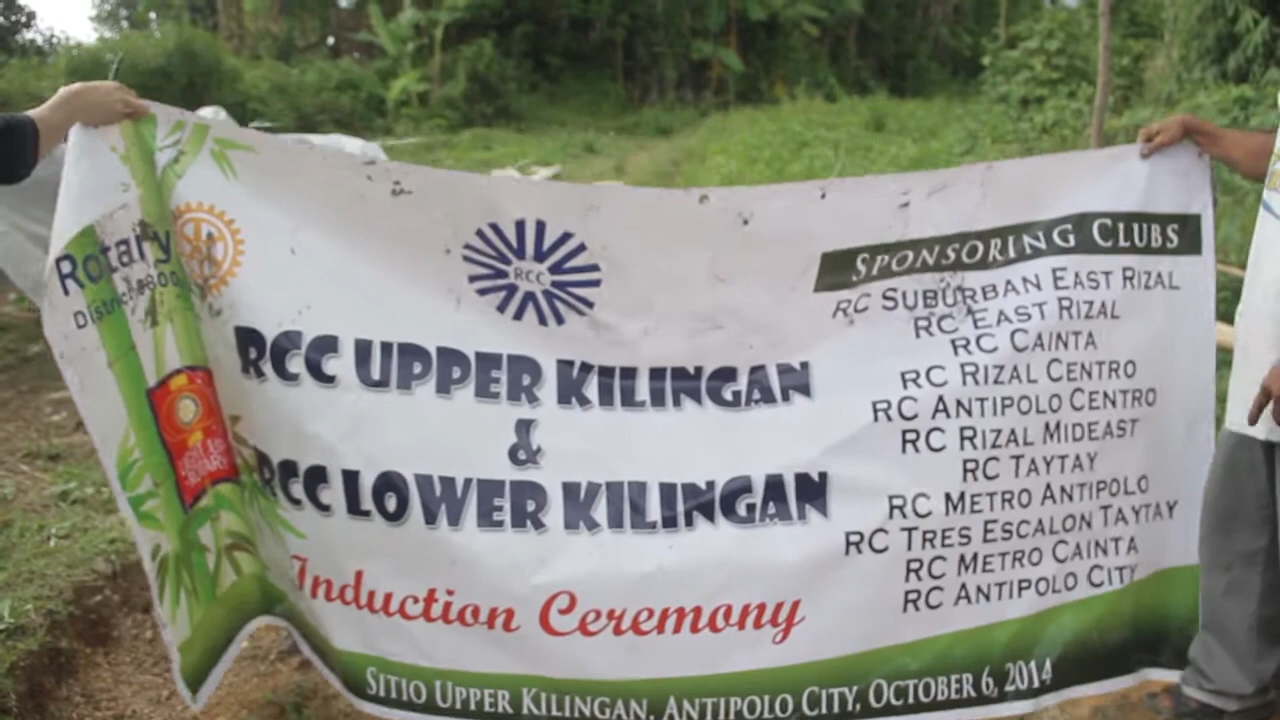 Rotary
District 3800
RCC
RCC UPPER KILINGAN
&
RCC LOWER KILINGAN
Induction Ceremony
SITIO UPPER KILINGAN, ANTIPOLO CITY, OCTOBER 6, 2014
SPONSORING CLUBS
RC SUBURBAN EAST RIZAL
RC EAST RIZAL
RC CAINTA
RC RIZAL CENTRO
RC ANTIPOLO CENTRO
RC RIZAL MIDEAST
RC TAYTAY
RC METRO ANTIPOLO
RC TRES ESCALON TAYTAY
RC METRO CAINTA
RC ANTIPOLO CITY